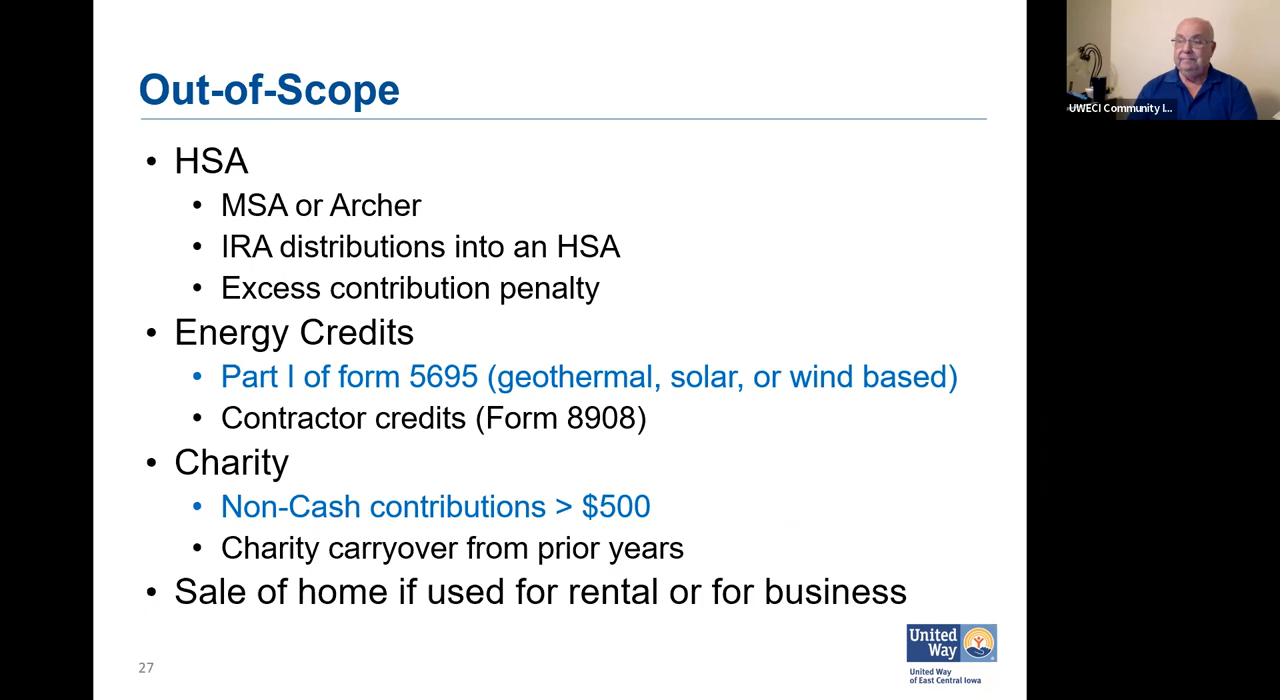 Out-of-Scope
• HSA
• MSA or Archer
• IRA distributions into an HSA
• Excess contribution penalty
• Energy Credits
• Part I of form 5695 (geothermal, solar, or wind based)
• Contractor credits (Form 8908)
• Charity
• Non-Cash contributions > $500
• Charity carryover from prior years
• Sale of home if used for rental or for business
27
United
Way
United Way
of East Central Iowa
UWECI Community I...